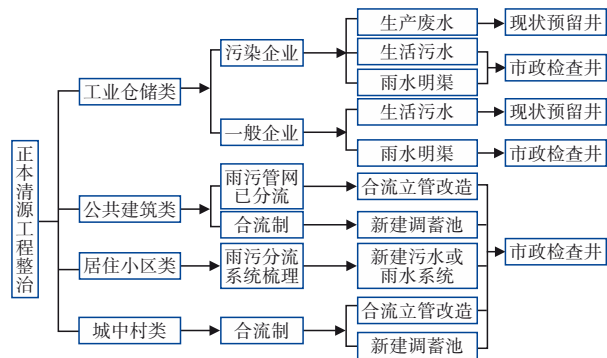 正本清源工程整治
工业仓储类
污染企业
生产废水
现状预留井
生活污水
雨水明渠
市政检查井
一般企业
生活污水
现状预留井
雨水明渠
市政检查井
公共建筑类
雨污管网
已分流
合流立管改造
合流制
新建调蓄池
居住小区类
雨污分流
系统梳理
新建污水或
雨水系统
市政检查井
城中村类
合流制
合流立管改造
新建调蓄池